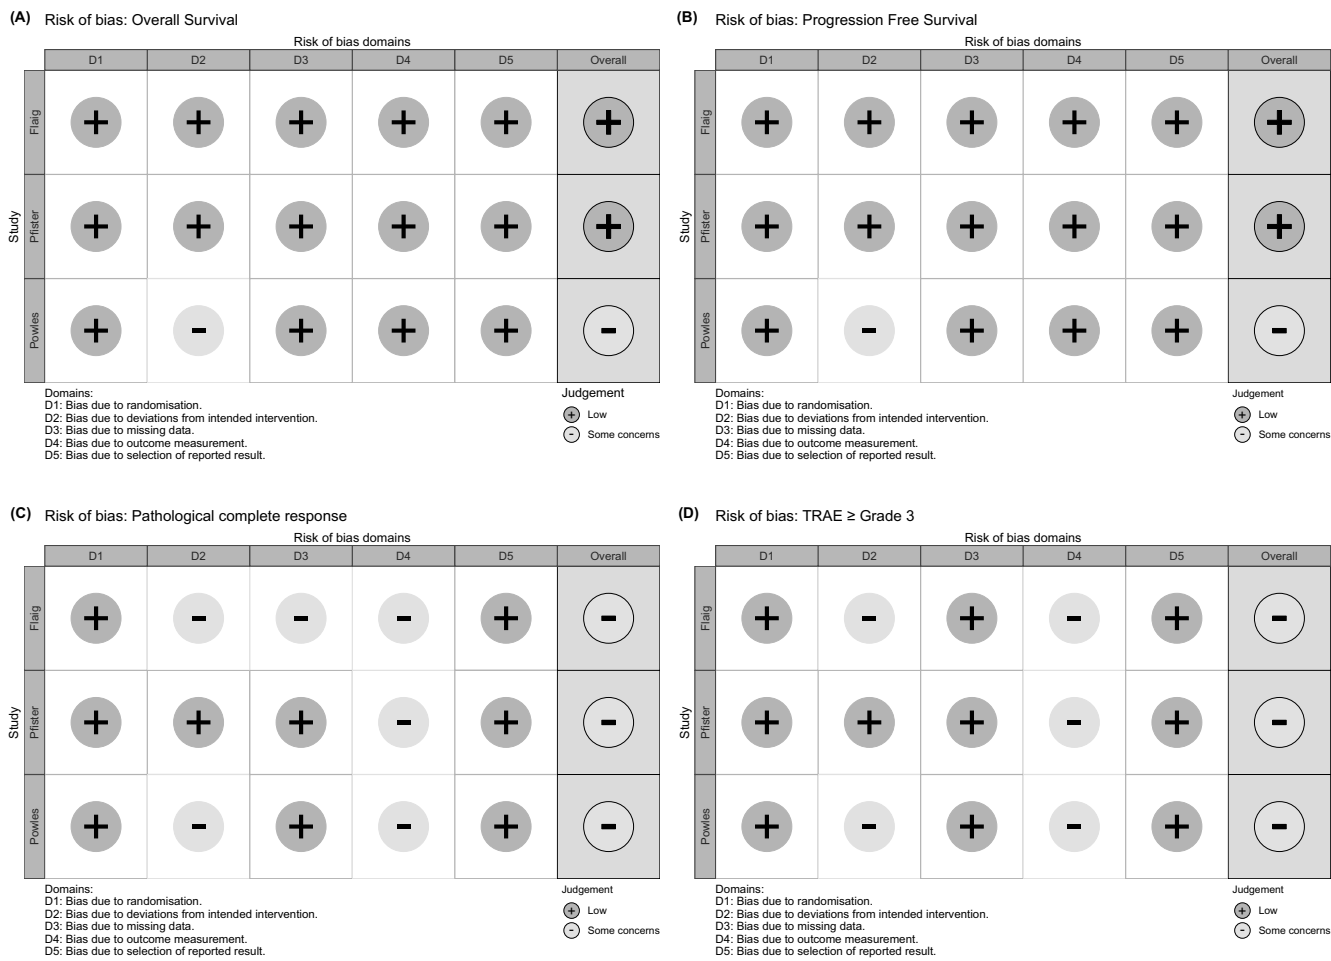 (A) Risk of bias: Overall Survival
Risk of bias domains
D1 D2 D3 D4 D5 Overall
Study
Flaig + + + + + +
Pfister + + + + + +
Powles + - + + + -
Domains:
D1: Bias due to randomisation.
D2: Bias due to deviations from intended intervention.
D3: Bias due to missing data.
D4: Bias due to outcome measurement.
D5: Bias due to selection of reported result.
Judgement
+ Low
- Some concerns
(B) Risk of bias: Progression Free Survival
Risk of bias domains
D1 D2 D3 D4 D5 Overall
Study
Flaig + + + + + +
Pfister + + + + + +
Powles + - + + + -
Domains:
D1: Bias due to randomisation.
D2: Bias due to deviations from intended intervention.
D3: Bias due to missing data.
D4: Bias due to outcome measurement.
D5: Bias due to selection of reported result.
Judgement
+ Low
- Some concerns
(C) Risk of bias: Pathological complete response
Risk of bias domains
D1 D2 D3 D4 D5 Overall
Study
Flaig + - - - + -
Pfister + + + - + -
Powles + - + - + -
Domains:
D1: Bias due to randomisation.
D2: Bias due to deviations from intended intervention.
D3: Bias due to missing data.
D4: Bias due to outcome measurement.
D5: Bias due to selection of reported result.
Judgement
+ Low
- Some concerns
(D) Risk of bias: TRAE ≥ Grade 3
Risk of bias domains
D1 D2 D3 D4 D5 Overall
Study
Flaig + - + - + -
Pfister + + + - + -
Powles + - + - + -
Domains:
D1: Bias due to randomisation.
D2: Bias due to deviations from intended intervention.
D3: Bias due to missing data.
D4: Bias due to outcome measurement.
D5: Bias due to selection of reported result.
Judgement
+ Low
- Some concerns